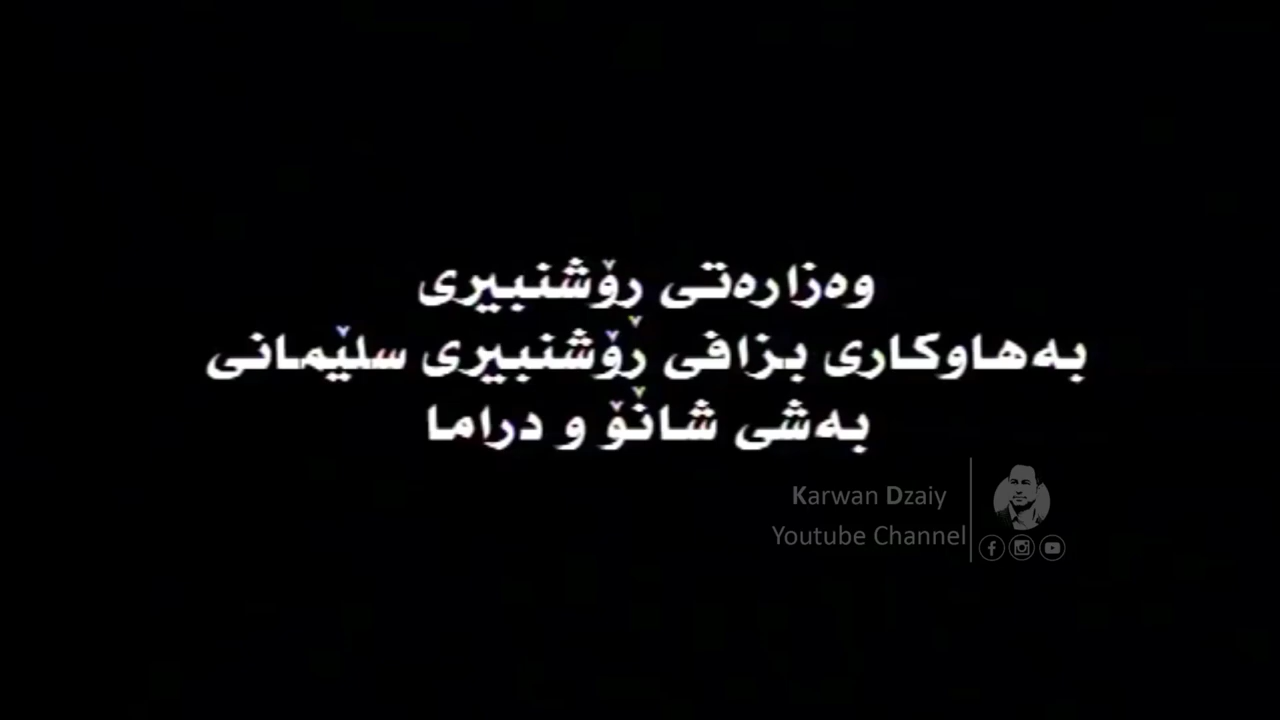 وەزارەتی ڕۆشنبیری
بەهاوکاری بزافی ڕۆشنبیری سلێمانی
بەشی شانۆ و دراما
Karwan Dzaiy
Youtube Channel